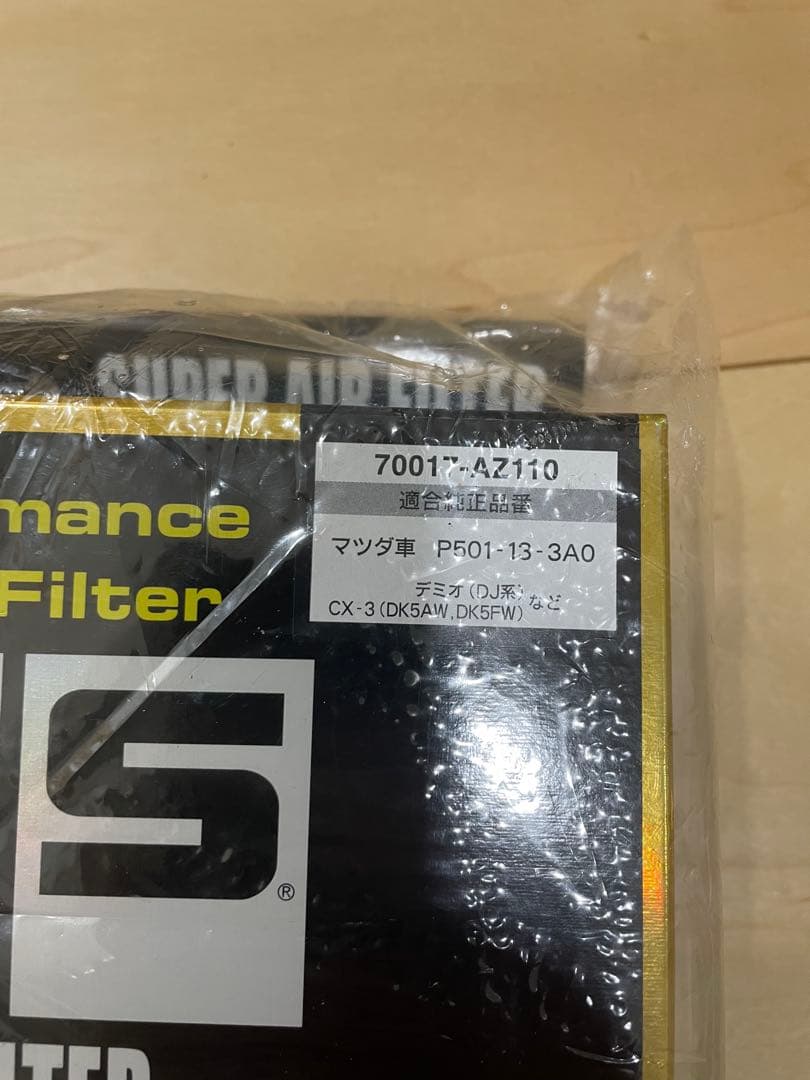 SUPER AIR FILTER
70017-AZ110
適合純正品番
マツダ車 P501-13-3A0
デミオ(DJ系)
CX-3(DK5AW,DK5FW) など
mance
Filter
S®